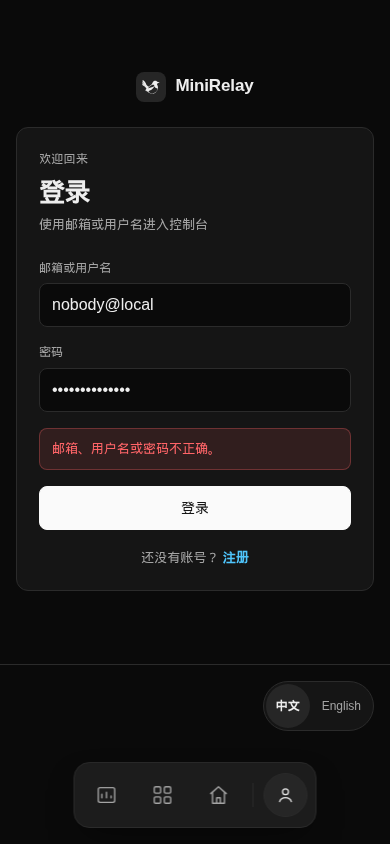 MiniRelay
欢迎回来
登录
使用邮箱或用户名进入控制台
邮箱或用户名
nobody@local
密码
••••••••••••••
邮箱、用户名或密码不正确。
登录
还没有账号？ 注册
中文 English